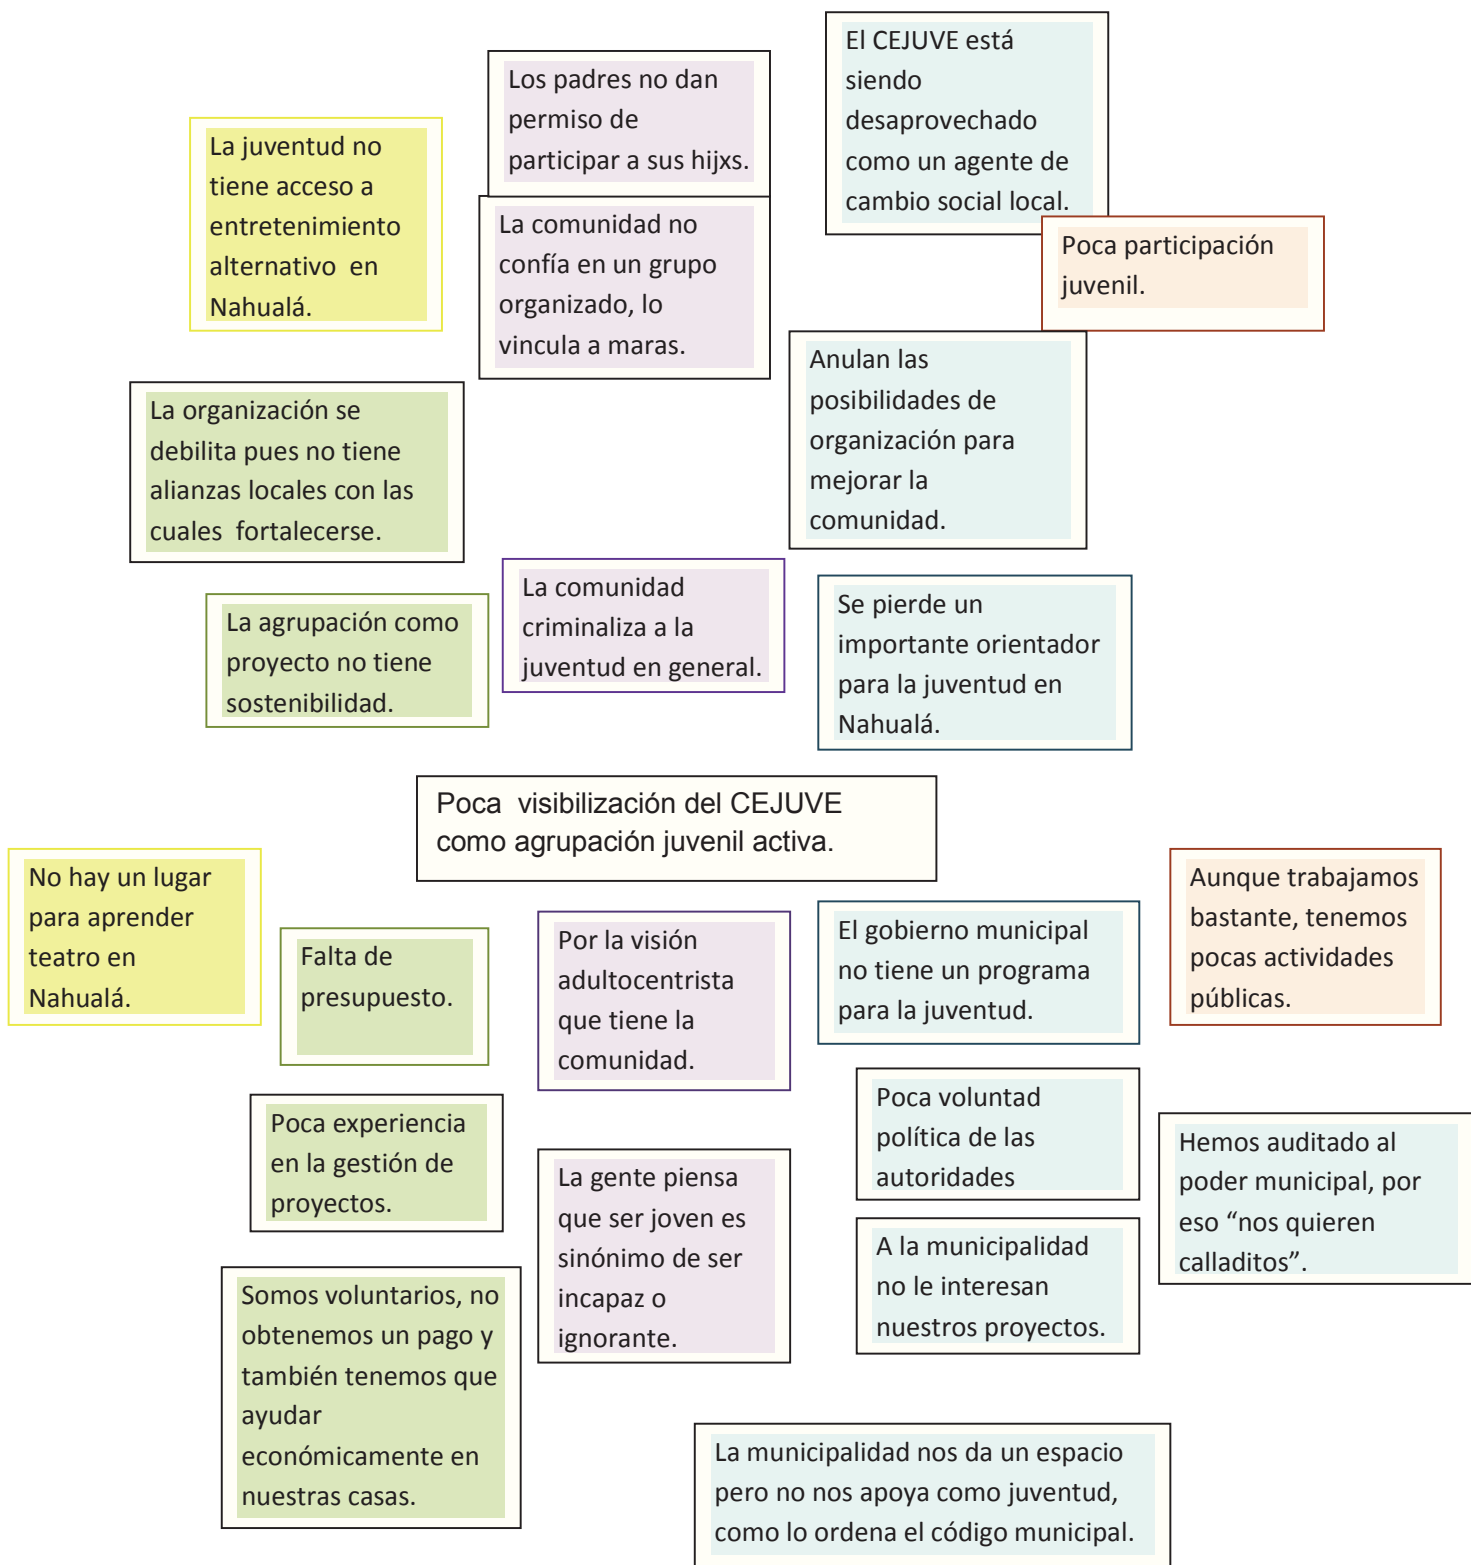 El CEJUVE está
siendo
desaprovechado
como un agente de
cambio social local.
Los padres no dan
permiso de
participar a sus hijxs.
La juventud no
tiene acceso a
entretenimiento
alternativo en
Nahualá.
La comunidad no
confía en un grupo
organizado, lo
vincula a maras.
Poca participación
juvenil.
Anulan las
posibilidades de
organización para
mejorar la
comunidad.
La organización se
debilita pues no tiene
alianzas locales con las
cuales fortalecerse.
La comunidad
criminaliza a la
juventud en general.
Se pierde un
importante orientador
para la juventud en
Nahualá.
La agrupación como
proyecto no tiene
sostenibilidad.
Poca visibilización del CEJUVE
como agrupación juvenil activa.
No hay un lugar
para aprender
teatro en
Nahualá.
Falta de
presupuesto.
Por la visión
adultocentrista
que tiene la
comunidad.
El gobierno municipal
no tiene un programa
para la juventud.
Aunque trabajamos
bastante, tenemos
pocas actividades
públicas.
Poca experiencia
en la gestión de
proyectos.
La gente piensa
que ser joven es
sinónimo de ser
incapaz o
ignorante.
Poca voluntad
política de las
autoridades
Hemos auditado al
poder municipal, por
eso “nos quieren
calladitos”.
A la municipalidad
no le interesan
nuestros proyectos.
Somos voluntarios, no
obtenemos un pago y
también tenemos que
ayudar
económicamente en
nuestras casas.
La municipalidad nos da un espacio
pero no nos apoya como juventud,
como lo ordena el código municipal.